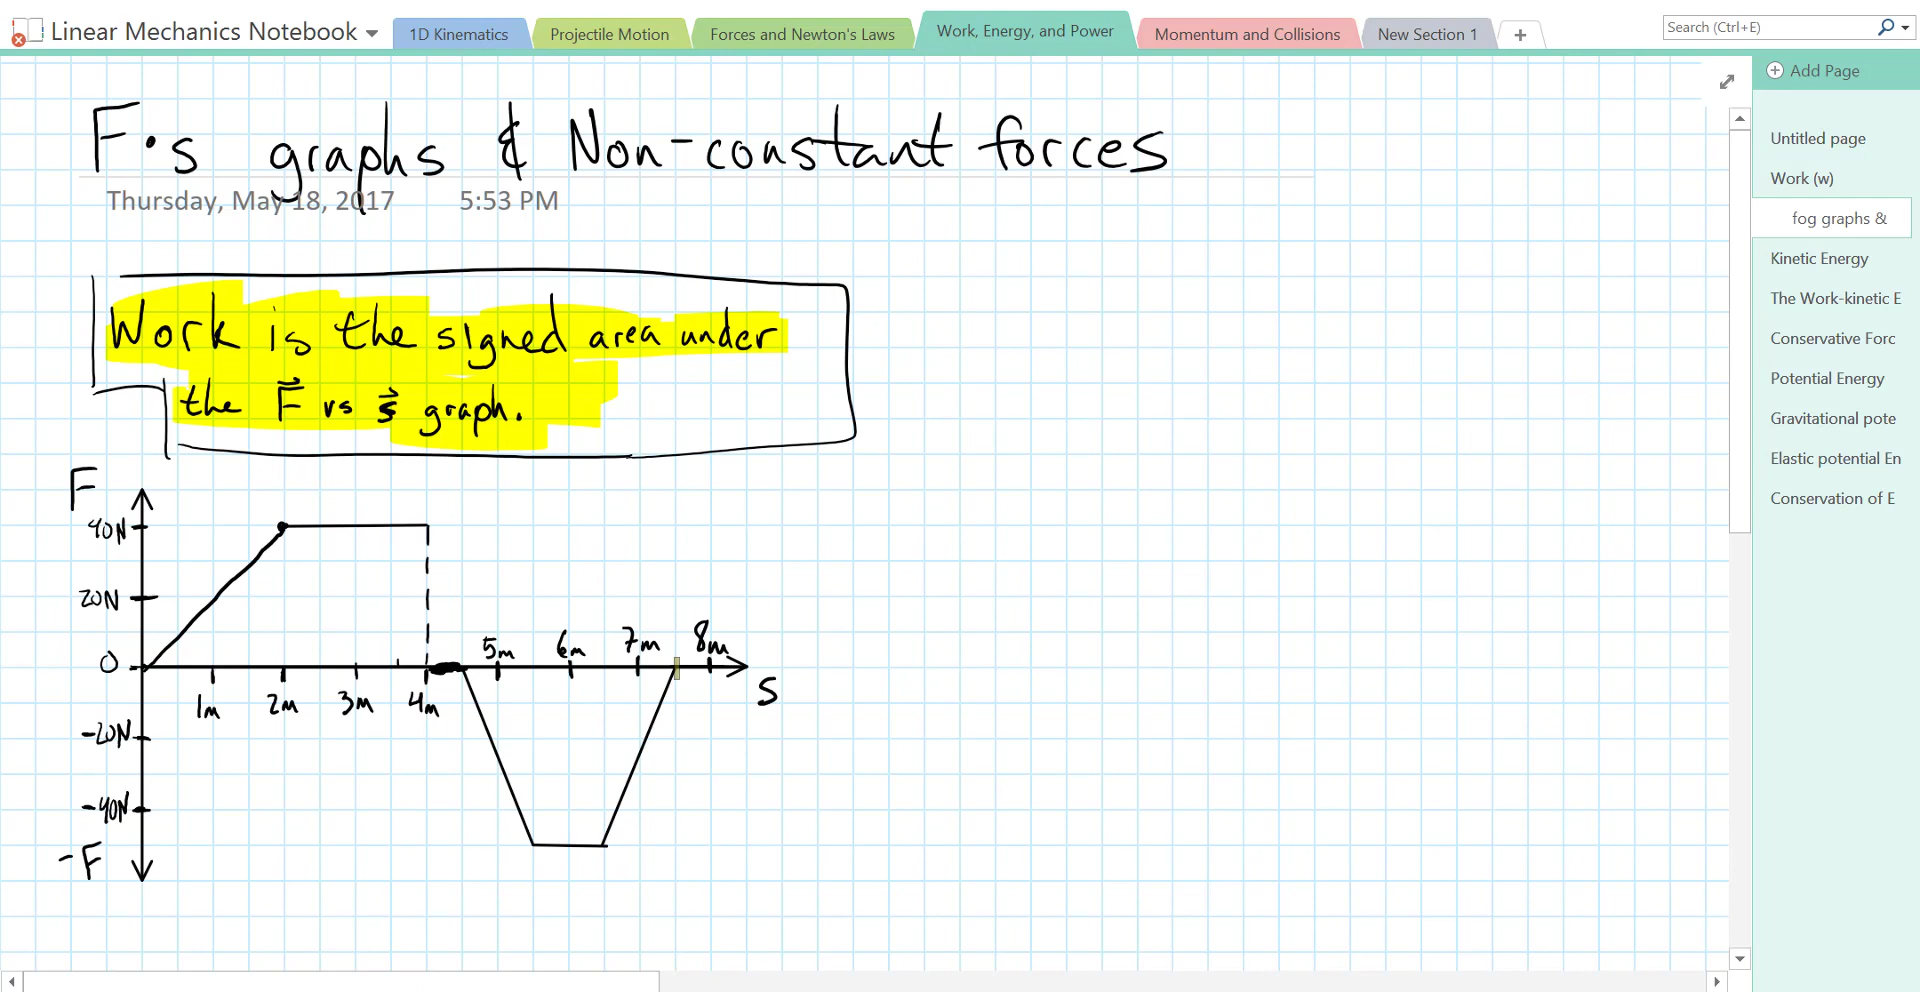 Linear Mechanics Notebook
1D Kinematics
Projectile Motion
Forces and Newton's Laws
Work, Energy, and Power
Momentum and Collisions
New Section 1
Search (Ctrl+E)
Add Page
F·s graphs & Non-constant forces
Thursday, May 18, 2017 5:53 PM
Work is the signed area under
the F⃗ vs s⃗ graph.
F
40N
20N
0
-20N
-40N
-F
1m 2m 3m 4m 5m 6m 7m 8m
S
Untitled page
Work (w)
fog graphs &
Kinetic Energy
The Work-kinetic E
Conservative Forc
Potential Energy
Gravitational pote
Elastic potential En
Conservation of E